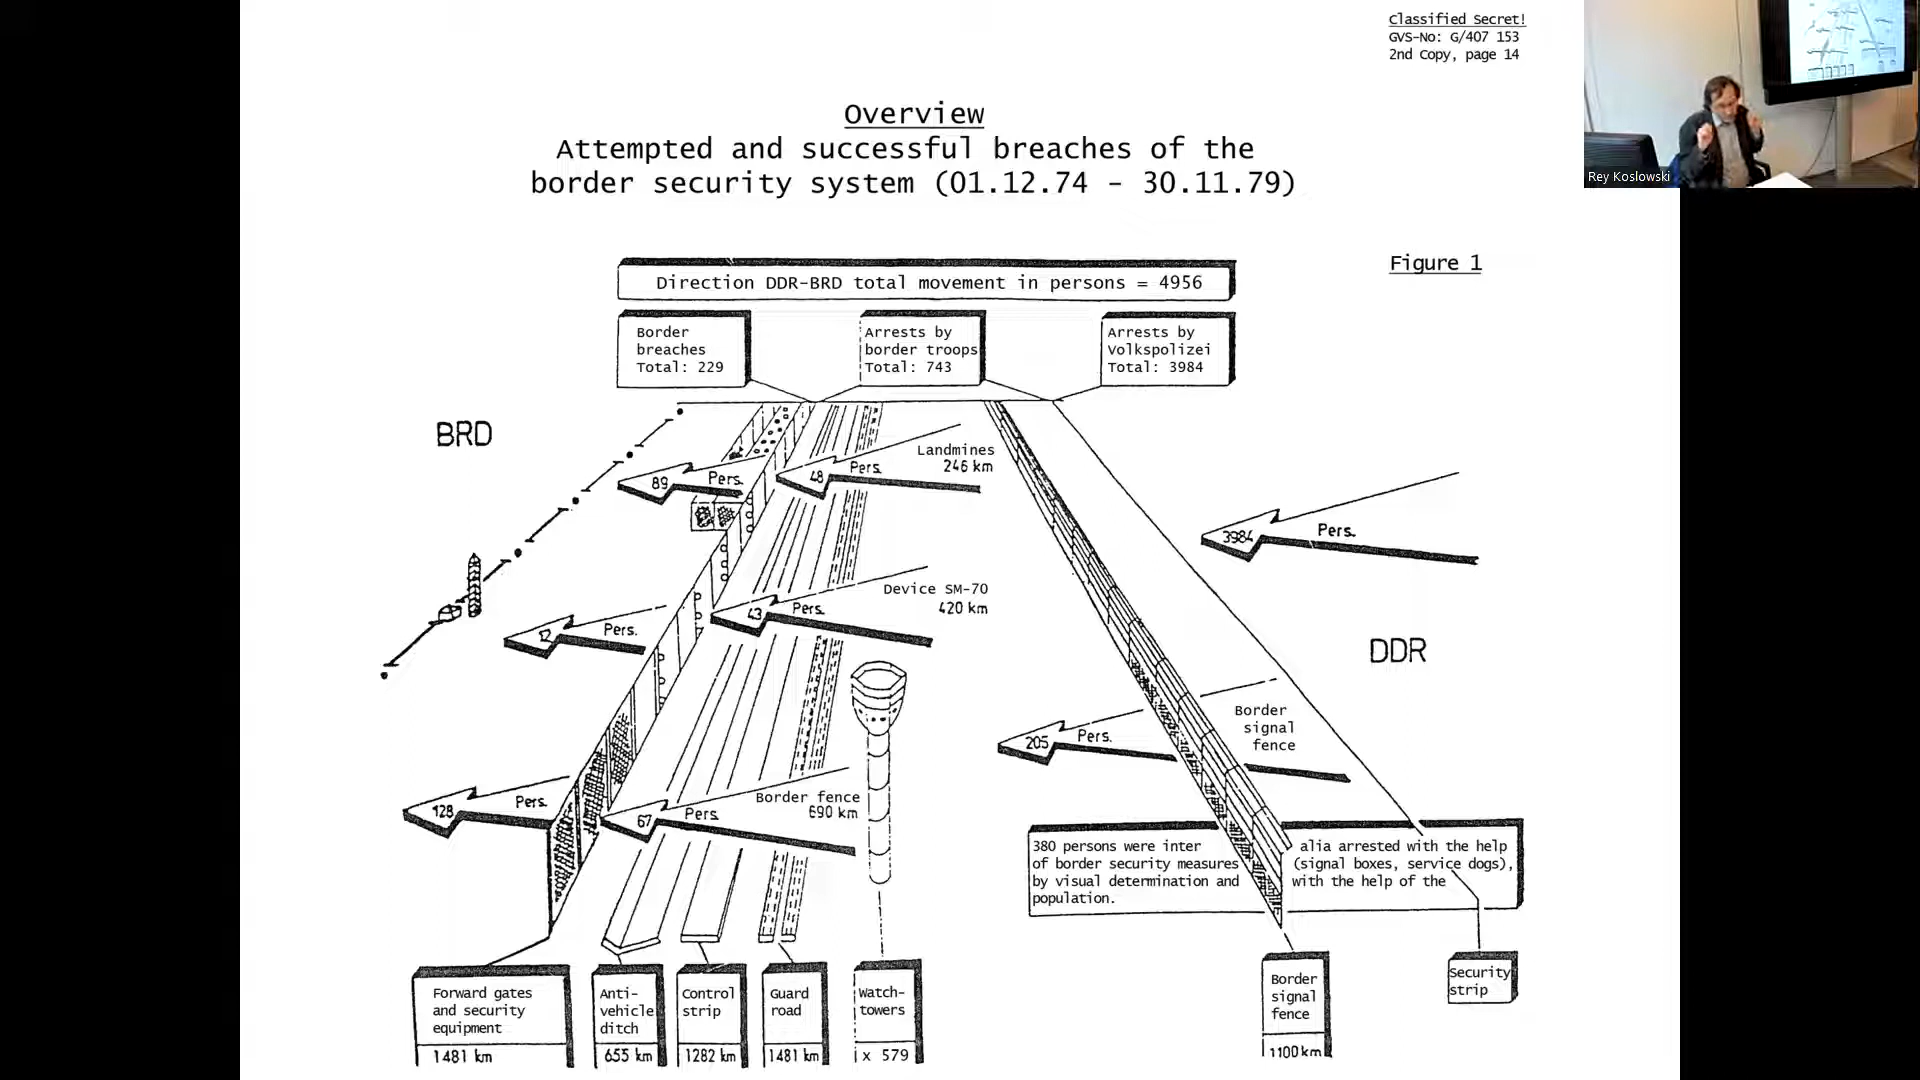 Classified Secret!
GVS-No: G/407 153
2nd Copy, page 14
Rey Koslowski
Overview
Attempted and successful breaches of the
border security system (01.12.74 - 30.11.79)
Figure 1
Direction DDR-BRD total movement in persons = 4956
Border
breaches
Total: 229
Arrests by
border troops
Total: 743
Arrests by
Volkspolizei
Total: 3984
BRD
89 Pers.
48 Pers.
Landmines
246 km
3984 Pers.
12 Pers.
43 Pers.
Device SM-70
420 km
DDR
205 Pers.
Border
signal
fence
128 Pers.
67 Pers.
Border fence
690 km
380 persons were inter alia arrested with the help
of border security measures (signal boxes, service dogs),
by visual determination and with the help of the
population.
Forward gates
and security
equipment
1481 km
Anti-
vehicle
ditch
655 km
Control
strip
1282 km
Guard
road
1481 km
Watch-
towers
x 579
Border
signal
fence
1100 km
Security
strip